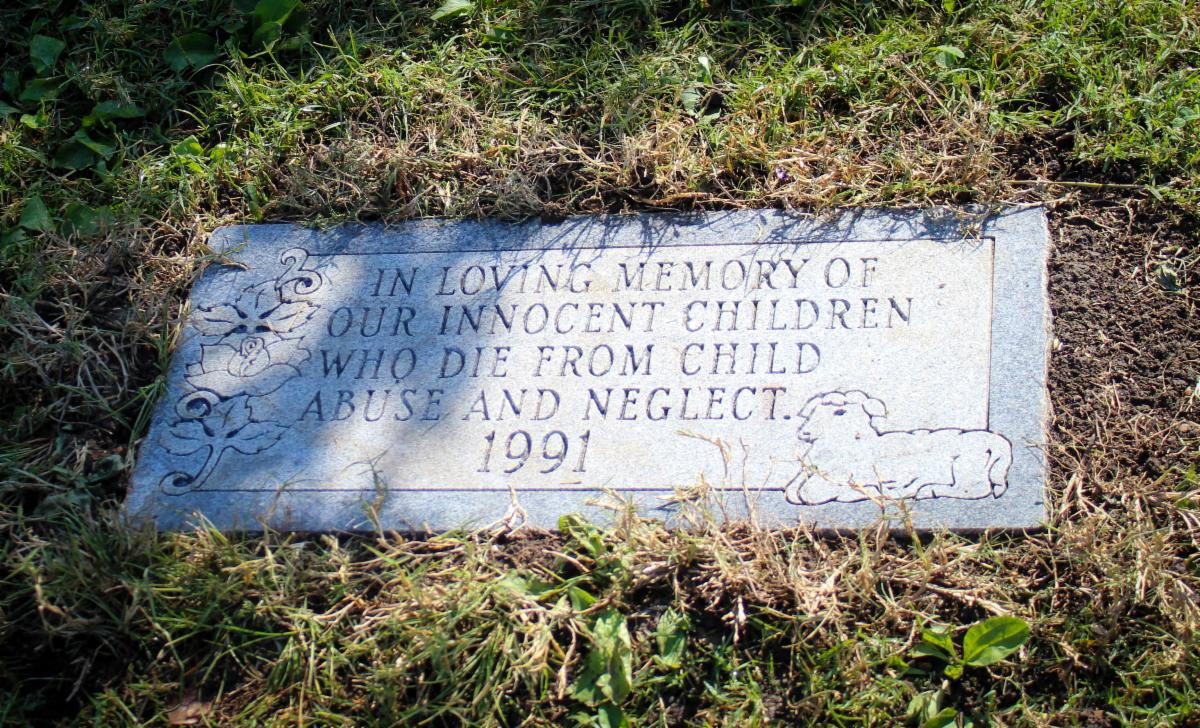 IN LOVING MEMORY OF
OUR INNOCENT CHILDREN
WHO DIE FROM CHILD
ABUSE AND NEGLECT.
1991